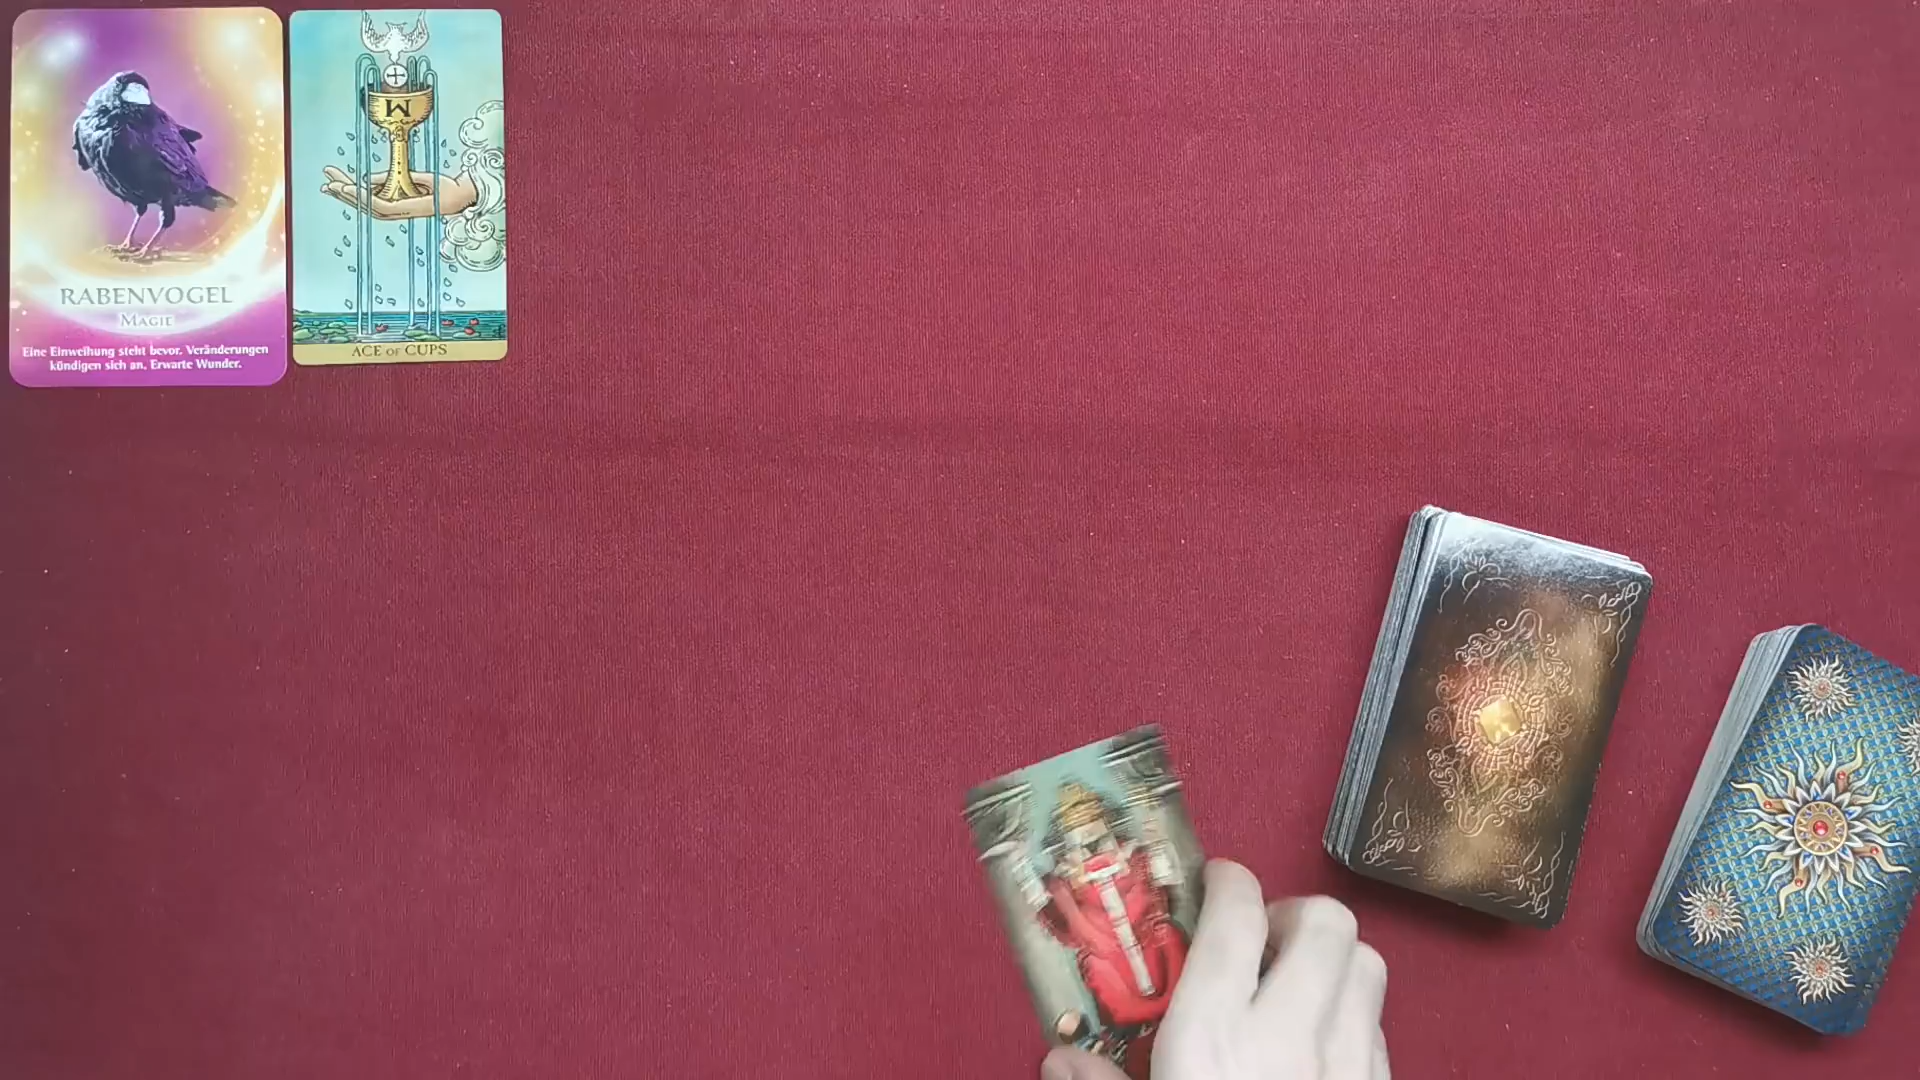 RABENVOGEL
MAGIE
Eine Einweihung steht bevor. Veränderungen
kündigen sich an. Erwarte Wunder.
W
ACE OF CUPS